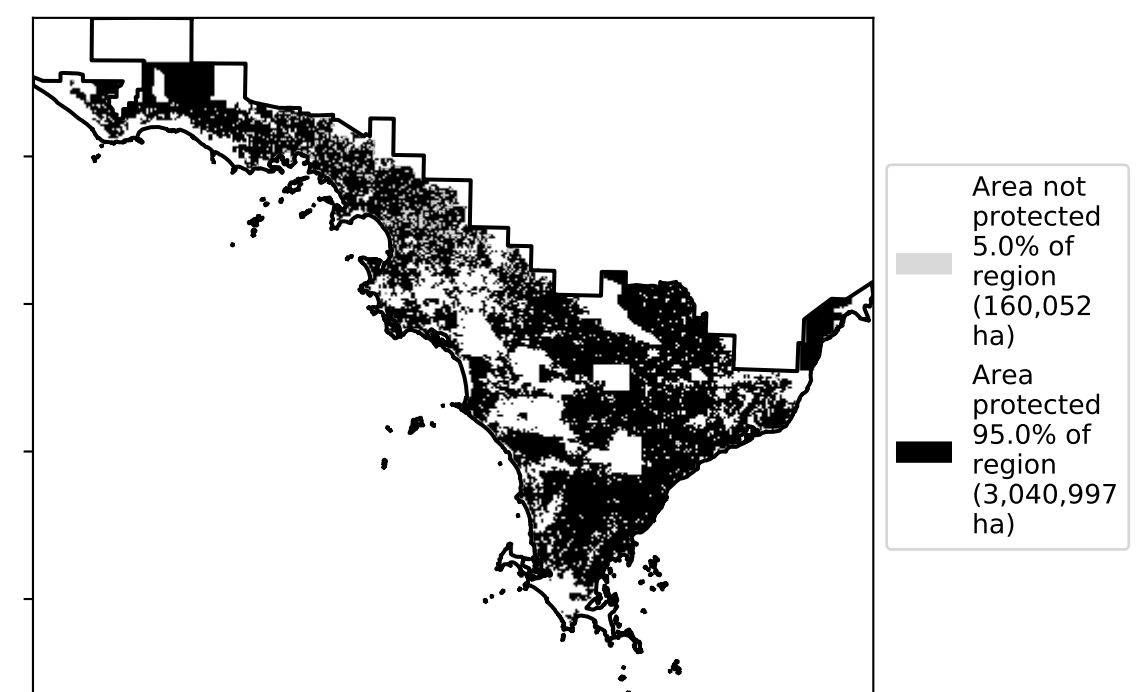 Area not
protected
5.0% of
region
(160,052
ha)
Area
protected
95.0% of
region
(3,040,997
ha)